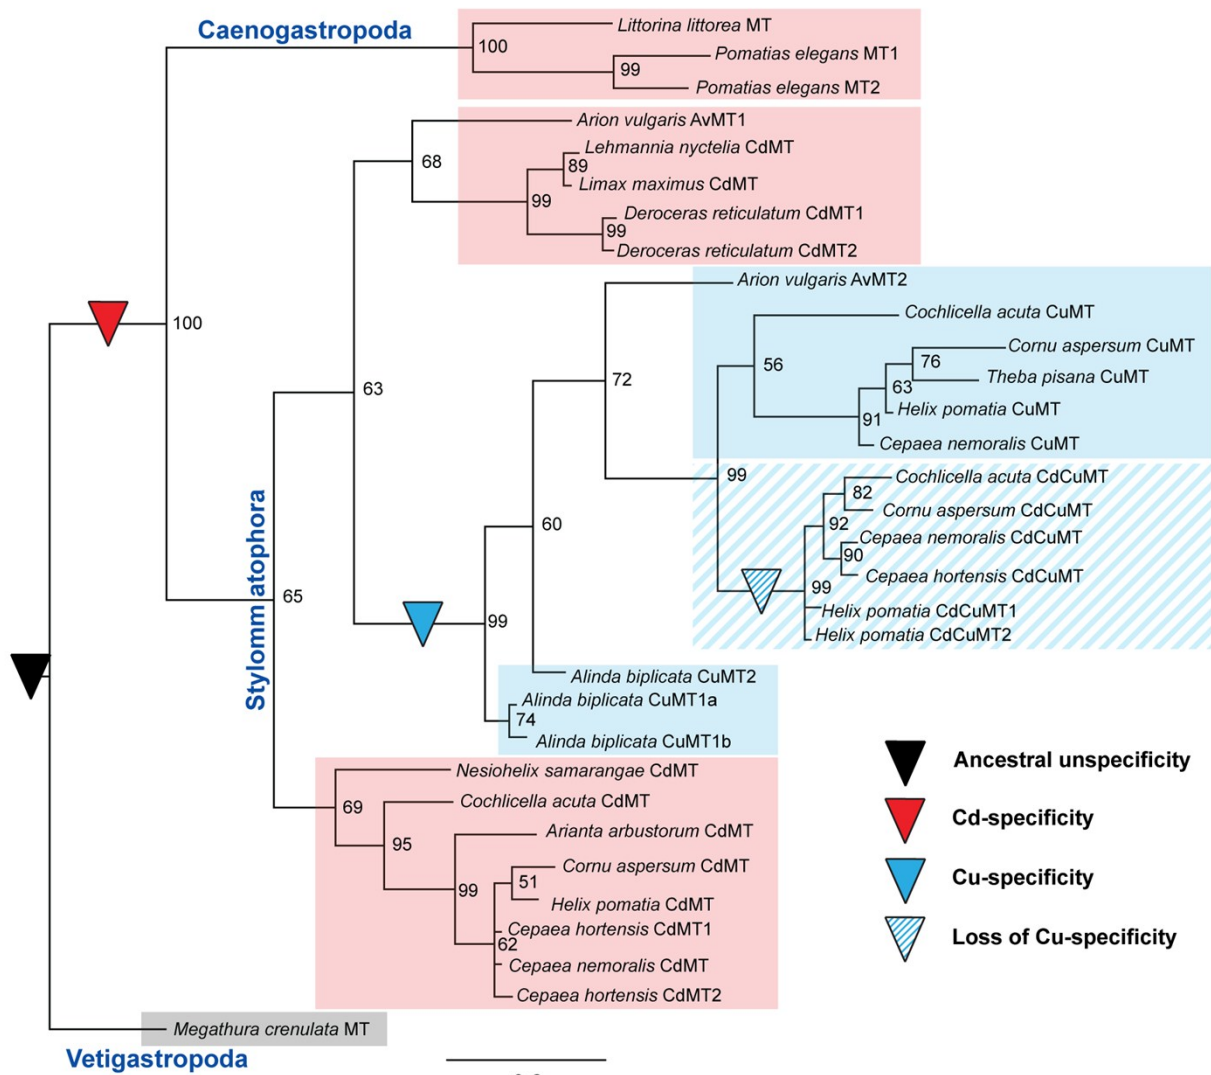 Caenogastropoda
Littorina littorea MT
100
Pomatias elegans MT1
99
Pomatias elegans MT2
Arion vulgaris AvMT1
Lehmannia nyctelia CdMT
68
89
Limax maximus CdMT
99
Deroceras reticulatum CdMT1
99
Deroceras reticulatum CdMT2
Arion vulgaris AvMT2
Cochlicella acuta CuMT
100
Cornu aspersum CuMT
76
56
Theba pisana CuMT
72
63
63
Helix pomatia CuMT
91
Cepaea nemoralis CuMT
99
Cochlicella acuta CdCuMT
82
Cornu aspersum CdCuMT
60
92
Cepaea nemoralis CdCuMT
90
Cepaea hortensis CdCuMT
99
Stylomm atophora
65
Helix pomatia CdCuMT1
99
Helix pomatia CdCuMT2
Alinda biplicata CuMT2
Alinda biplicata CuMT1a
74
Alinda biplicata CuMT1b
Nesiohelix samarangae CdMT
69
Cochlicella acuta CdMT
Arianta arbustorum CdMT
95
Cornu aspersum CdMT
51
99
Helix pomatia CdMT
Cepaea hortensis CdMT1
62
Cepaea nemoralis CdMT
Cepaea hortensis CdMT2
Ancestral unspecificity
Cd-specificity
Cu-specificity
Loss of Cu-specificity
Megathura crenulata MT
Vetigastropoda